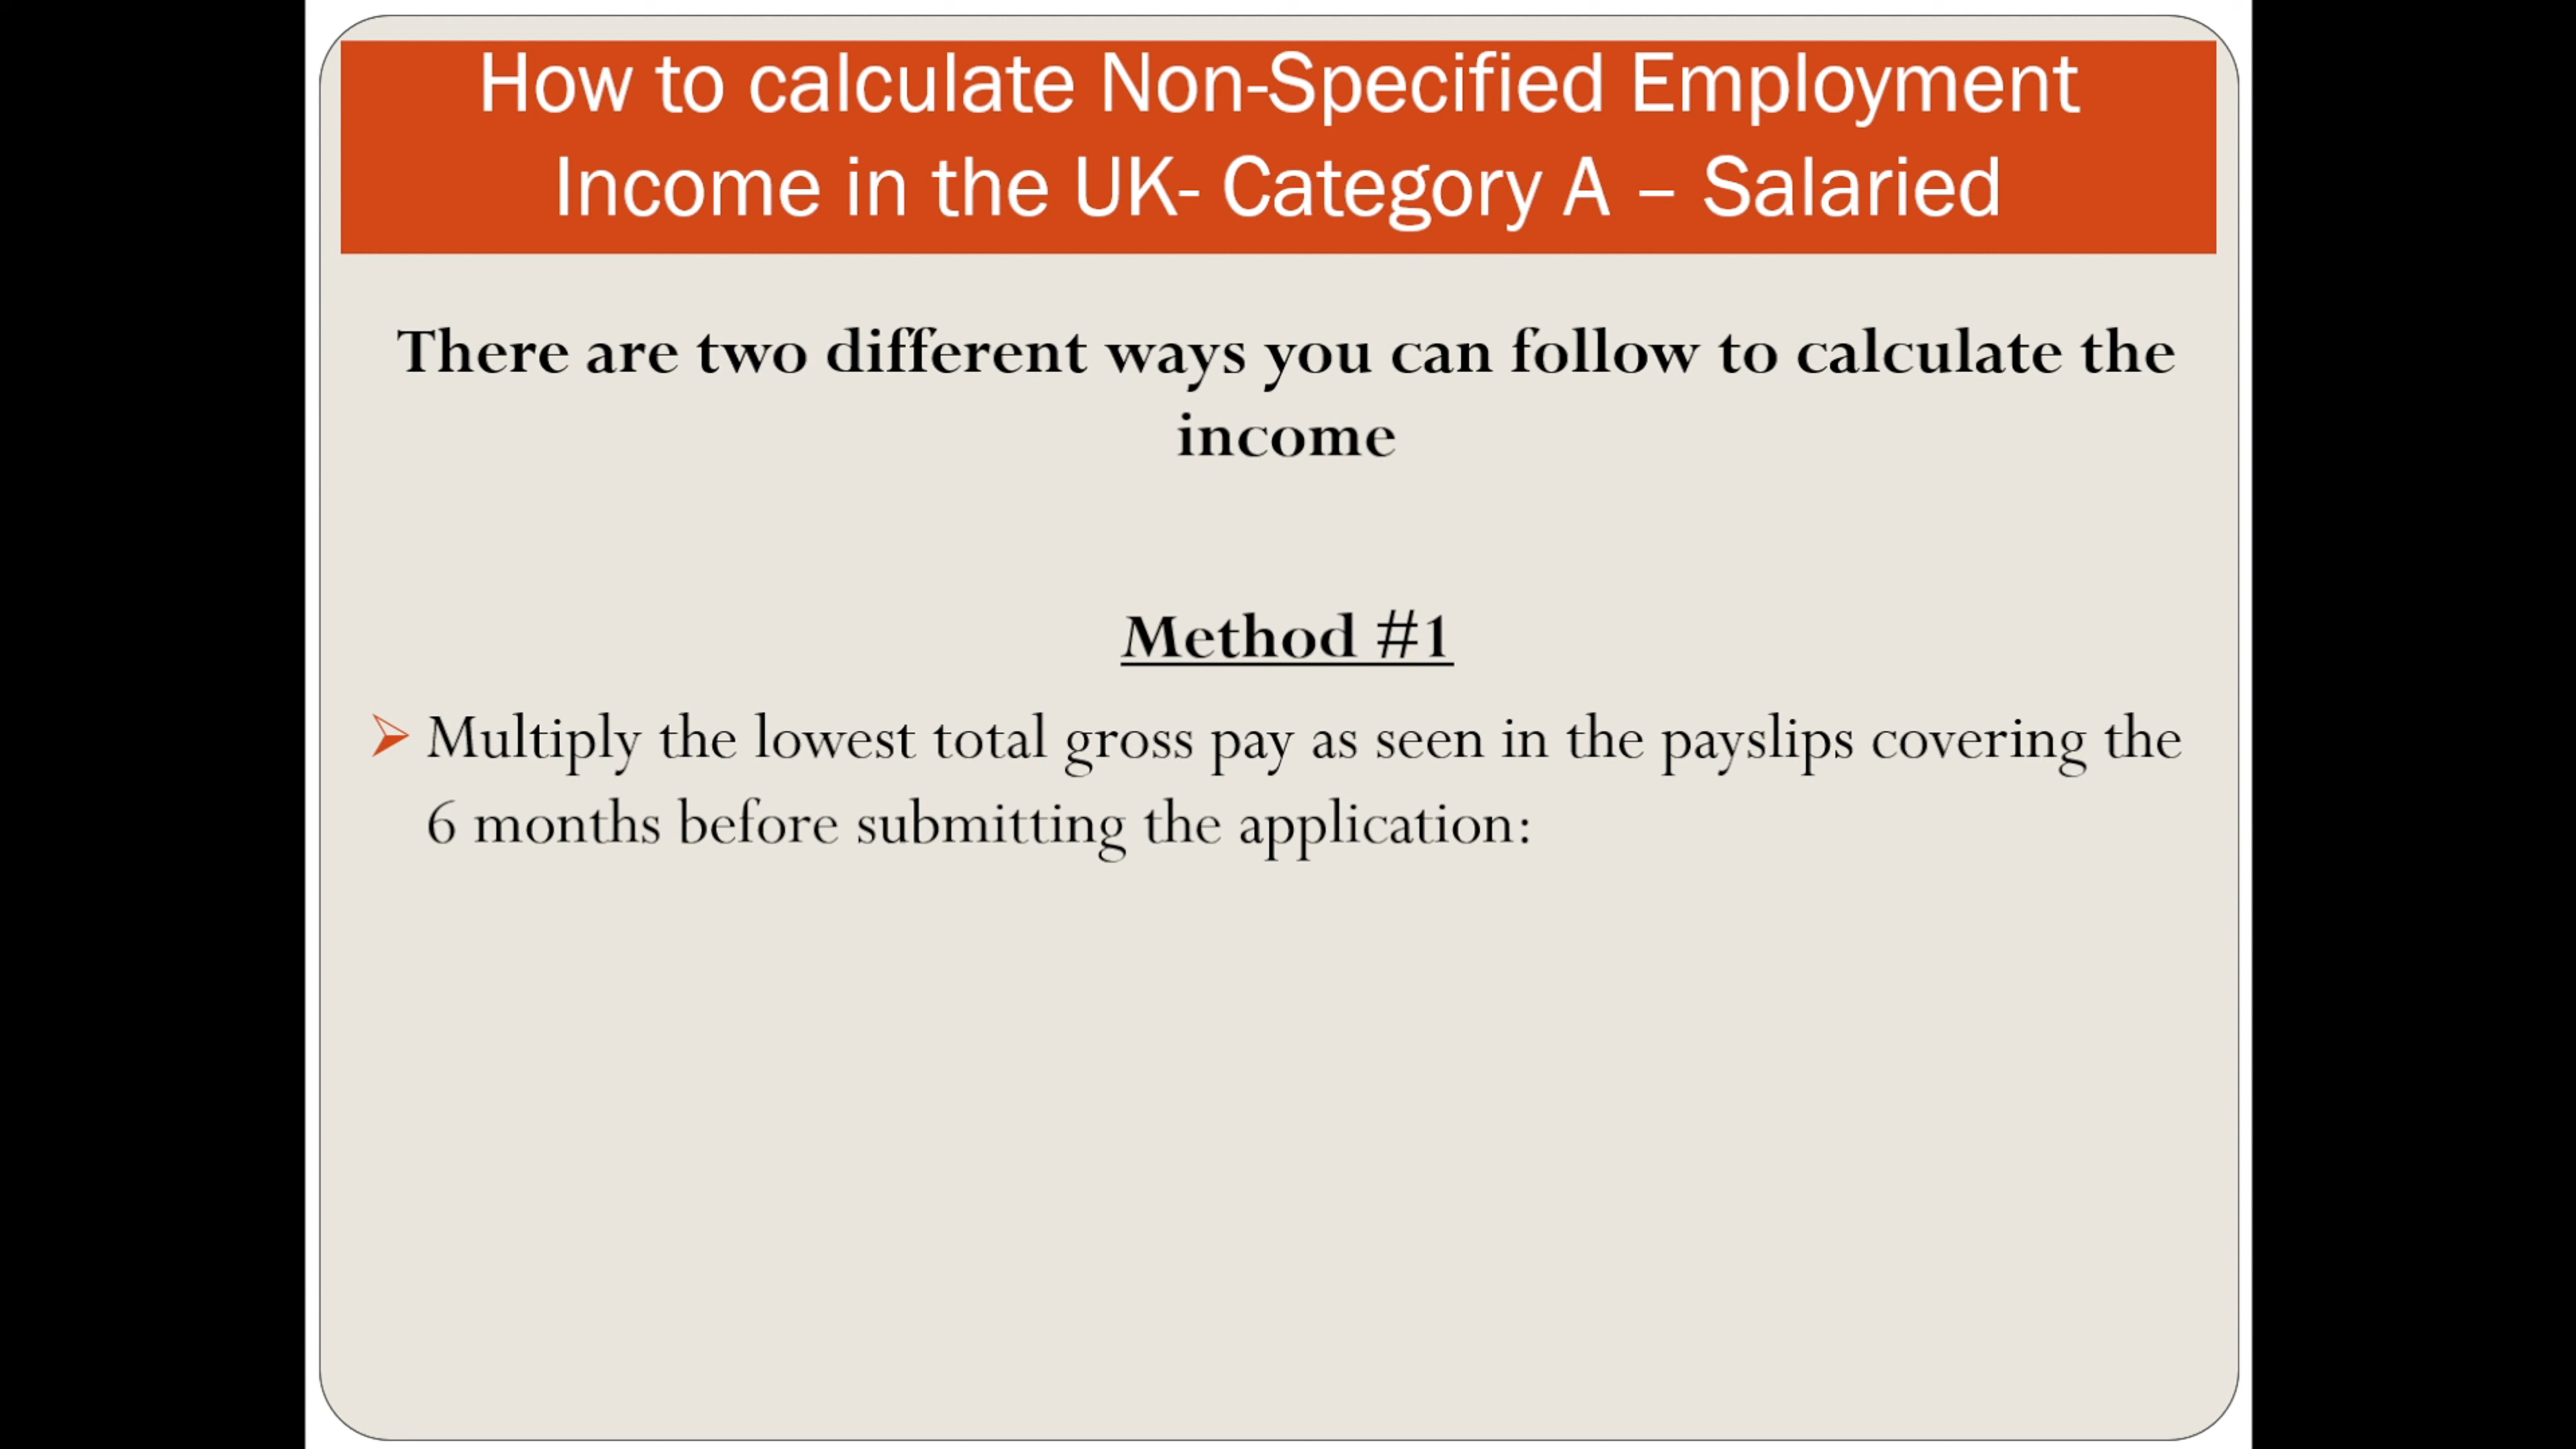 How to calculate Non-Specified Employment
Income in the UK- Category A – Salaried
There are two different ways you can follow to calculate the
income
Method #1
Multiply the lowest total gross pay as seen in the payslips covering the
6 months before submitting the application: